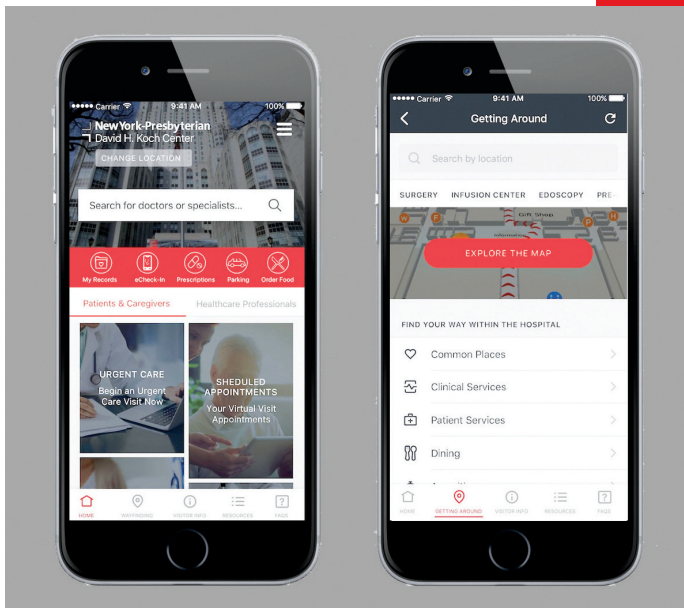 Carrier 9:41 AM 100%
NewYork-Presbyterian
David H. Koch Center
CHANGE LOCATION
Search for doctors or specialists...
My Records eCheck-In Prescriptions Parking Order Food
Patients & Caregivers Healthcare Professionals
URGENT CARE
Begin an Urgent
Care Visit Now
SHEDULED
APPOINTMENTS
Your Virtual Visit
Appointments
HOME WAYFINDING VISITOR INFO RESOURCES FAQS
Carrier 9:41 AM 100%
Getting Around
Search by location
SURGERY INFUSION CENTER EDOSCOPY PRE-
Gift Shop
Information
EXPLORE THE MAP
FIND YOUR WAY WITHIN THE HOSPITAL
Common Places
Clinical Services
Patient Services
Dining
HOME GETTING AROUND VISITOR INFO RESOURCES FAQS